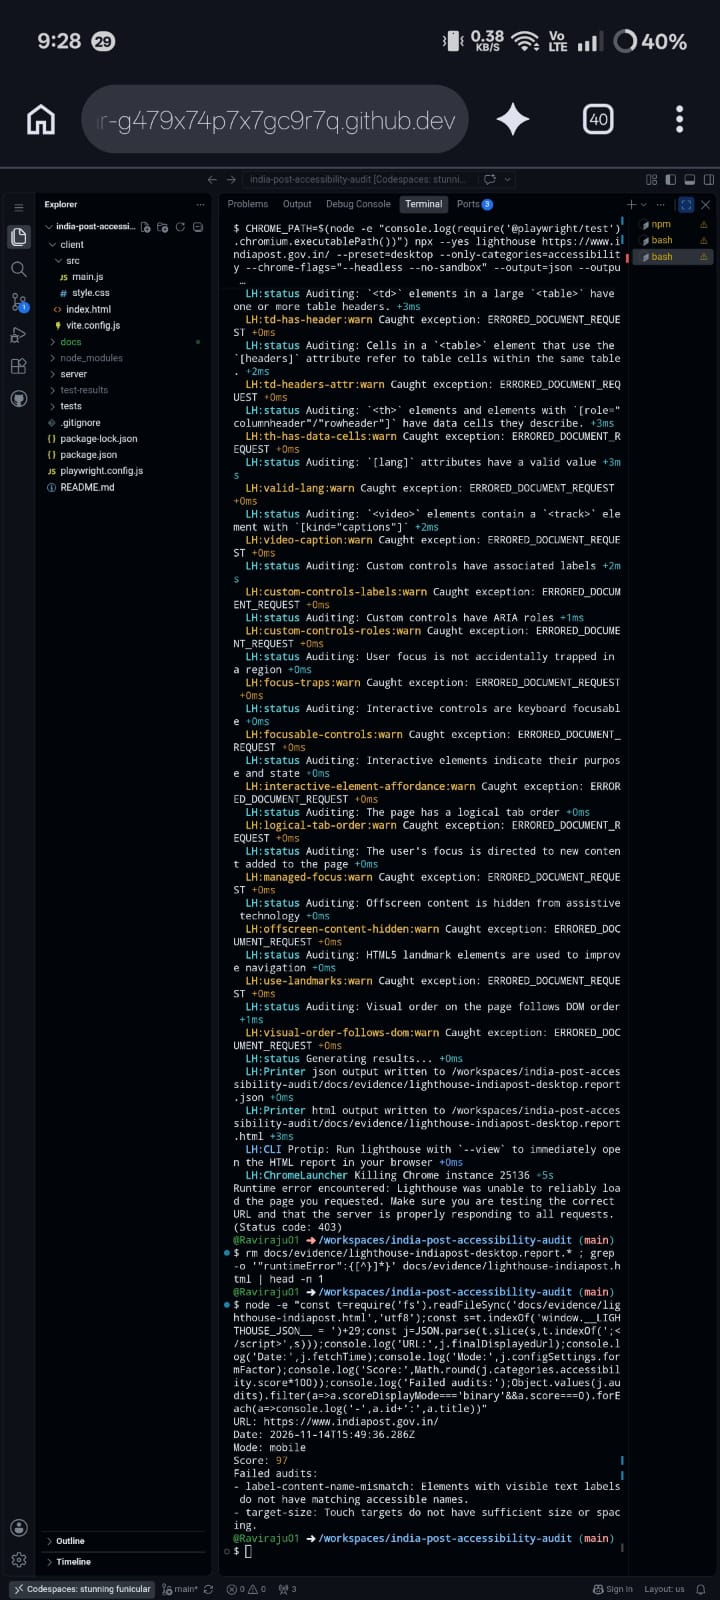 9:28 29 0.38 KB/S Vo LTE 40%
ır-g479x74p7x7gc9r7q.github.dev 40
india-post-accessibility-audit [Codespaces: stunni...
Explorer
Problems Output Debug Console Terminal Ports 3
india-post-accessi...
client
src
JS main.js
# style.css
<> index.html
vite.config.js
docs
node_modules
server
test-results
tests
.gitignore
{} package-lock.json
{} package.json
JS playwright.config.js
README.md
1
npm
bash
bash
$ CHROME_PATH=$(node -e "console.log(require('@playwright/test')
.chromium.executablePath())") npx --yes lighthouse https://www.i
ndiapost.gov.in/ --preset=desktop --only-categories=accessibilit
y --chrome-flags="--headless --no-sandbox" --output=json --outpu
…
LH:status Auditing: `<td>` elements in a large `<table>` have
one or more table headers. +3ms
LH:td-has-header:warn Caught exception: ERRORED_DOCUMENT_REQUE
ST +0ms
LH:status Auditing: Cells in a `<table>` element that use the
`[headers]` attribute refer to table cells within the same table
. +2ms
LH:td-headers-attr:warn Caught exception: ERRORED_DOCUMENT_REQ
UEST +0ms
LH:status Auditing: `<th>` elements and elements with `[role="
columnheader"/"rowheader"]` have data cells they describe. +3ms
LH:th-has-data-cells:warn Caught exception: ERRORED_DOCUMENT_R
EQUEST +0ms
LH:status Auditing: `[lang]` attributes have a valid value +3m
s
LH:valid-lang:warn Caught exception: ERRORED_DOCUMENT_REQUEST
+0ms
LH:status Auditing: `<video>` elements contain a `<track>` ele
ment with `[kind="captions"]` +2ms
LH:video-caption:warn Caught exception: ERRORED_DOCUMENT_REQUE
ST +0ms
LH:status Auditing: Custom controls have associated labels +2m
s
LH:custom-controls-labels:warn Caught exception: ERRORED_DOCUM
ENT_REQUEST +0ms
LH:status Auditing: Custom controls have ARIA roles +1ms
LH:custom-controls-roles:warn Caught exception: ERRORED_DOCUME
NT_REQUEST +0ms
LH:status Auditing: User focus is not accidentally trapped in
a region +0ms
LH:focus-traps:warn Caught exception: ERRORED_DOCUMENT_REQUEST
+0ms
LH:status Auditing: Interactive controls are keyboard focusabl
e +0ms
LH:focusable-controls:warn Caught exception: ERRORED_DOCUMENT_
REQUEST +0ms
LH:status Auditing: Interactive elements indicate their purpos
e and state +0ms
LH:interactive-element-affordance:warn Caught exception: ERROR
ED_DOCUMENT_REQUEST +0ms
LH:status Auditing: The page has a logical tab order +0ms
LH:logical-tab-order:warn Caught exception: ERRORED_DOCUMENT_R
EQUEST +0ms
LH:status Auditing: The user's focus is directed to new conten
t added to the page +0ms
LH:managed-focus:warn Caught exception: ERRORED_DOCUMENT_REQUE
ST +0ms
LH:status Auditing: Offscreen content is hidden from assistive
technology +0ms
LH:offscreen-content-hidden:warn Caught exception: ERRORED_DOC
UMENT_REQUEST +0ms
LH:status Auditing: HTML5 landmark elements are used to improv
e navigation +0ms
LH:use-landmarks:warn Caught exception: ERRORED_DOCUMENT_REQUE
ST +0ms
LH:status Auditing: Visual order on the page follows DOM order
+1ms
LH:visual-order-follows-dom:warn Caught exception: ERRORED_DOC
UMENT_REQUEST +0ms
LH:status Generating results... +0ms
LH:Printer json output written to /workspaces/india-post-acces
sibility-audit/docs/evidence/lighthouse-indiapost-desktop.report
.json +0ms
LH:Printer html output written to /workspaces/india-post-acces
sibility-audit/docs/evidence/lighthouse-indiapost-desktop.report
.html +3ms
LH:CLI Protip: Run lighthouse with `--view` to immediately ope
n the HTML report in your browser +0ms
LH:ChromeLauncher Killing Chrome instance 25136 +5s
Runtime error encountered: Lighthouse was unable to reliably loa
d the page you requested. Make sure you are testing the correct
URL and that the server is properly responding to all requests.
(Status code: 403)
@Raviraju01 ➜ /workspaces/india-post-accessibility-audit (main)
$ rm docs/evidence/lighthouse-indiapost-desktop.report.* ; grep
-o '"runtimeError":{[^}]*}' docs/evidence/lighthouse-indiapost.h
tml | head -n 1
@Raviraju01 ➜ /workspaces/india-post-accessibility-audit (main)
$ node -e "const t=require('fs').readFileSync('docs/evidence/lig
hthouse-indiapost.html','utf8');const s=t.indexOf('window.__LIGH
THOUSE_JSON__ = ')+29;const j=JSON.parse(t.slice(s,t.indexOf(';<
/script>',s)));console.log('URL:',j.finalDisplayedUrl);console.l
og('Date:',j.fetchTime);console.log('Mode:',j.configSettings.for
mFactor);console.log('Score:',Math.round(j.categories.accessibil
ity.score*100));console.log('Failed audits:');Object.values(j.au
dits).filter(a=>a.scoreDisplayMode==='binary'&&a.score===0).forE
ach(a=>console.log('-',a.id+':',a.title))"
URL: https://www.indiapost.gov.in/
Date: 2026-11-14T15:49:36.286Z
Mode: mobile
Score: 97
Failed audits:
- label-content-name-mismatch: Elements with visible text labels
do not have matching accessible names.
- target-size: Touch targets do not have sufficient size or spac
ing.
@Raviraju01 ➜ /workspaces/india-post-accessibility-audit (main)
$
Outline
Timeline
Codespaces: stunning funicular main* 0 0 3 Sign in Layout: us